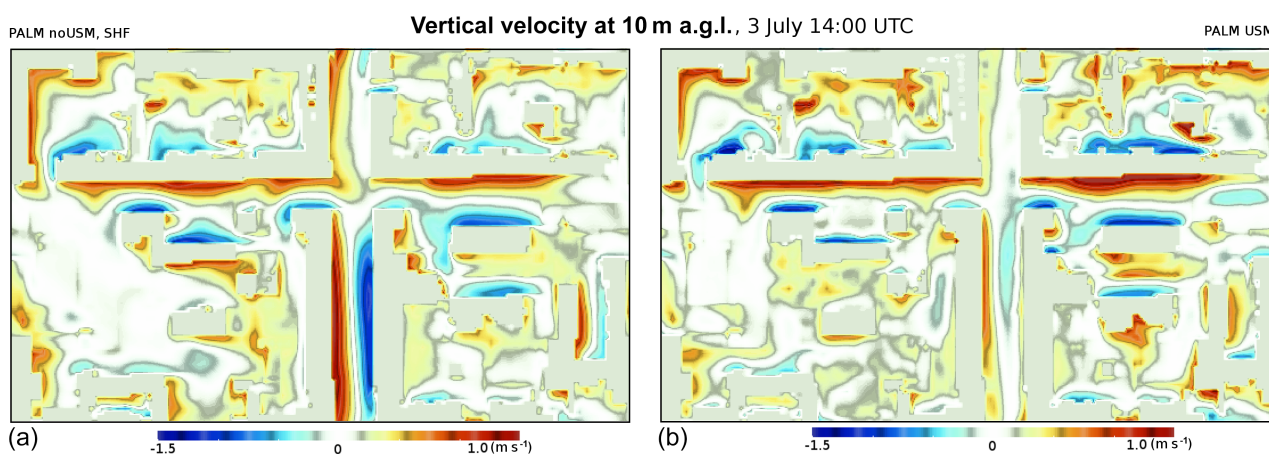 Vertical velocity at 10 m a.g.l., 3 July 14:00 UTC
PALM noUSM, SHF
PALM USM
(a)
-1.5 0 1.0 (m s⁻¹)
(b)
-1.5 0 1.0 (m s⁻¹)